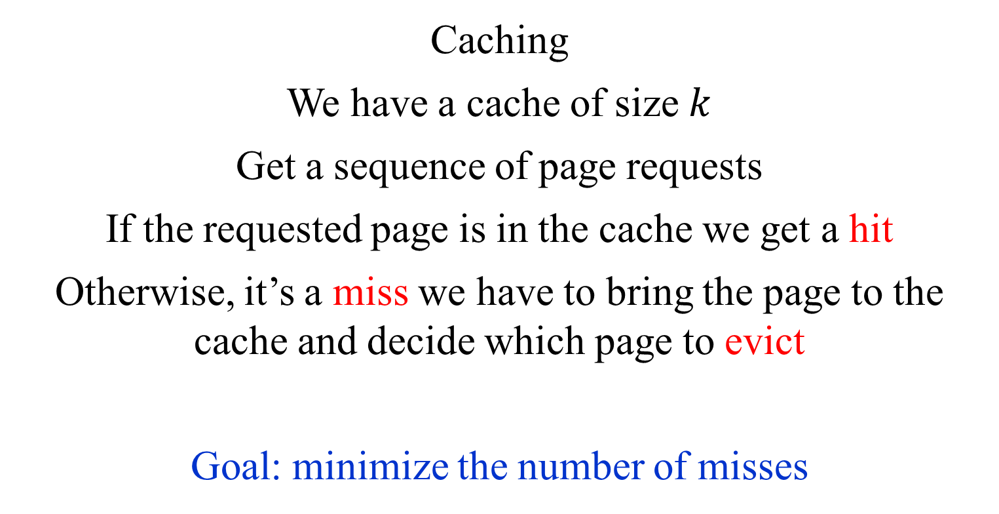 Caching
We have a cache of size k
Get a sequence of page requests
If the requested page is in the cache we get a hit
Otherwise, it’s a miss we have to bring the page to the
cache and decide which page to evict
Goal: minimize the number of misses